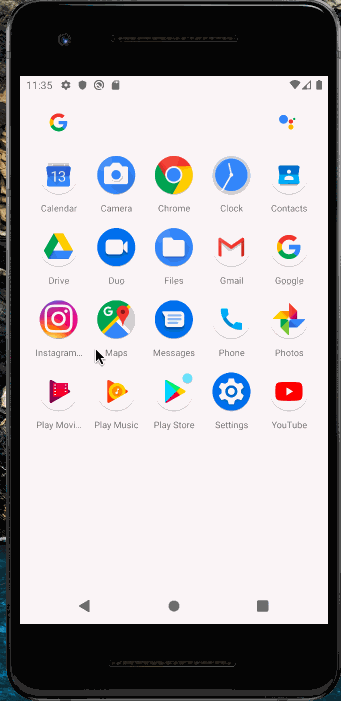 11:35
G
13
Calendar Camera Chrome Clock Contacts
Drive Duo Files Gmail Google
Instagram... Maps Messages Phone Photos
Play Movi... Play Music Play Store Settings YouTube